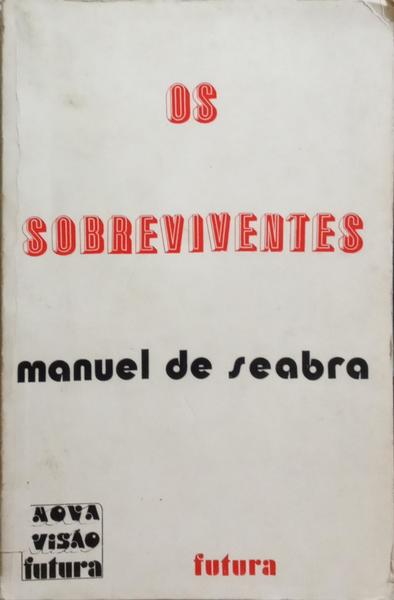 OS
SOBREVIVENTES
manuel de seabra
NOVA
VISÃO
futura
futura